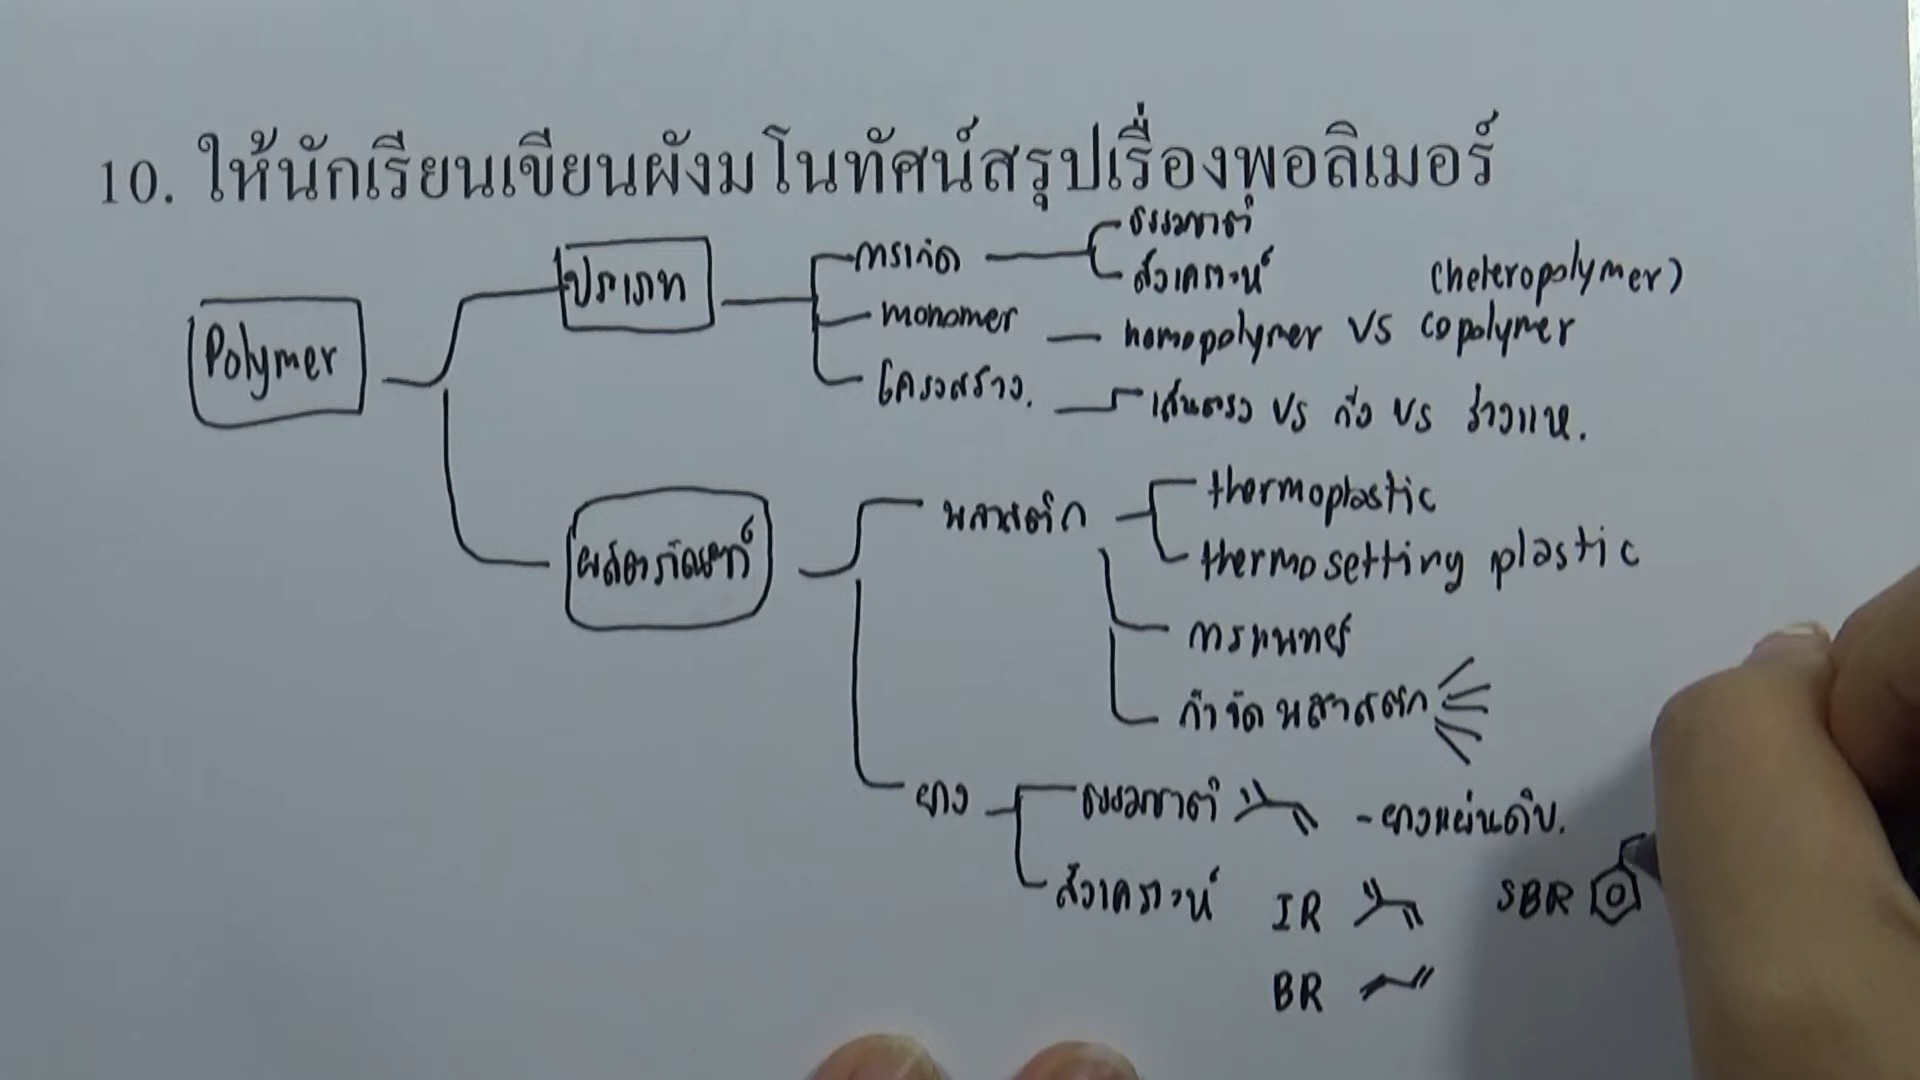 10. ให้นักเรียนเขียนผังมโนทัศน์สรุปเรื่องพอลิเมอร์
Polymer
ประเภท
การเกิด
ธรรมชาติ
สังเคราะห์
monomer
homopolymer VS copolymer
(heteropolymer)
โครงสร้าง.
เส้นตรง VS กิ่ง VS ร่างแห.
ผลิตภัณฑ์
พลาสติก
thermoplastic
thermosetting plastic
การแพทย์
กำจัดพลาสติก
ยาง
ธรรมชาติ
-ยางแผ่นดิบ.
สังเคราะห์
IR
SBR
BR